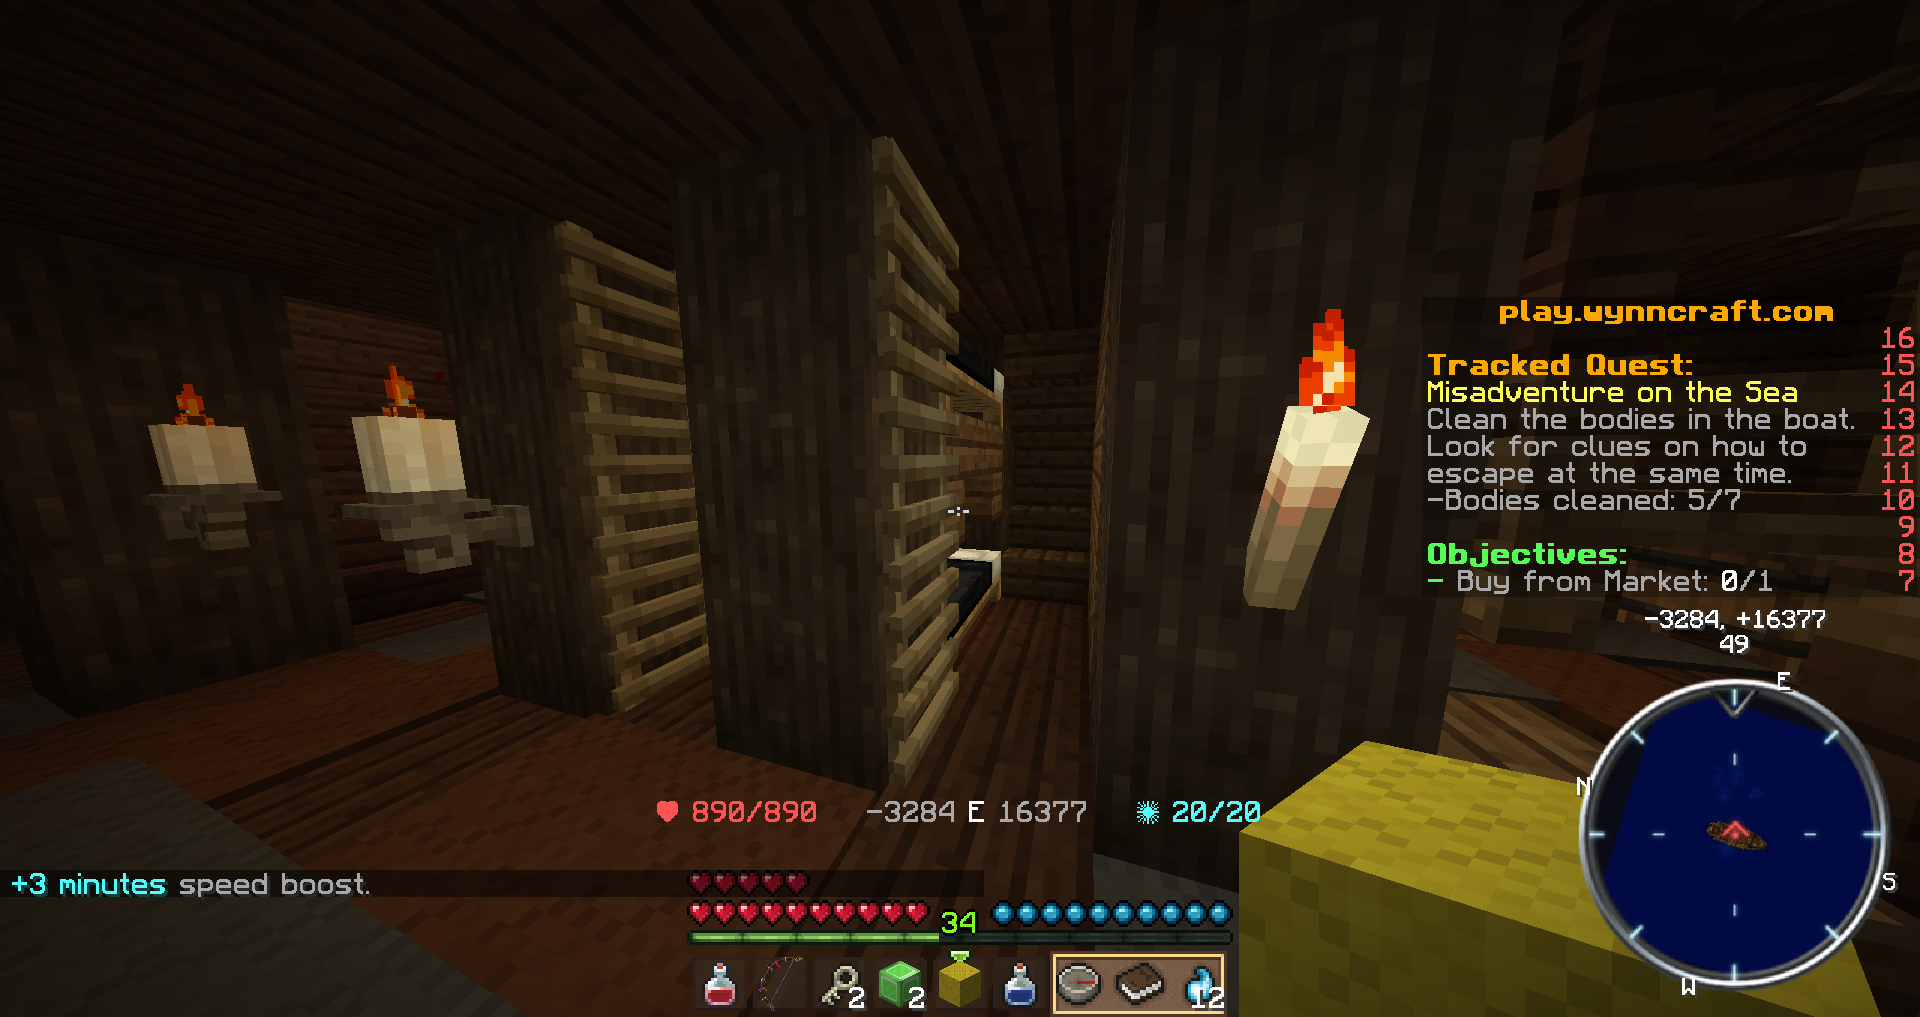 play.wynncraft.com
16
Tracked Quest: 15
Misadventure on the Sea 14
Clean the bodies in the boat. 13
Look for clues on how to 12
escape at the same time. 11
-Bodies cleaned: 5/7 10
9
Objectives: 8
- Buy from Market: 0/1 7
-3284, +16377
49
E
N
S
W
890/890 -3284 E 16377 20/20
+3 minutes speed boost.
34
2 2 12